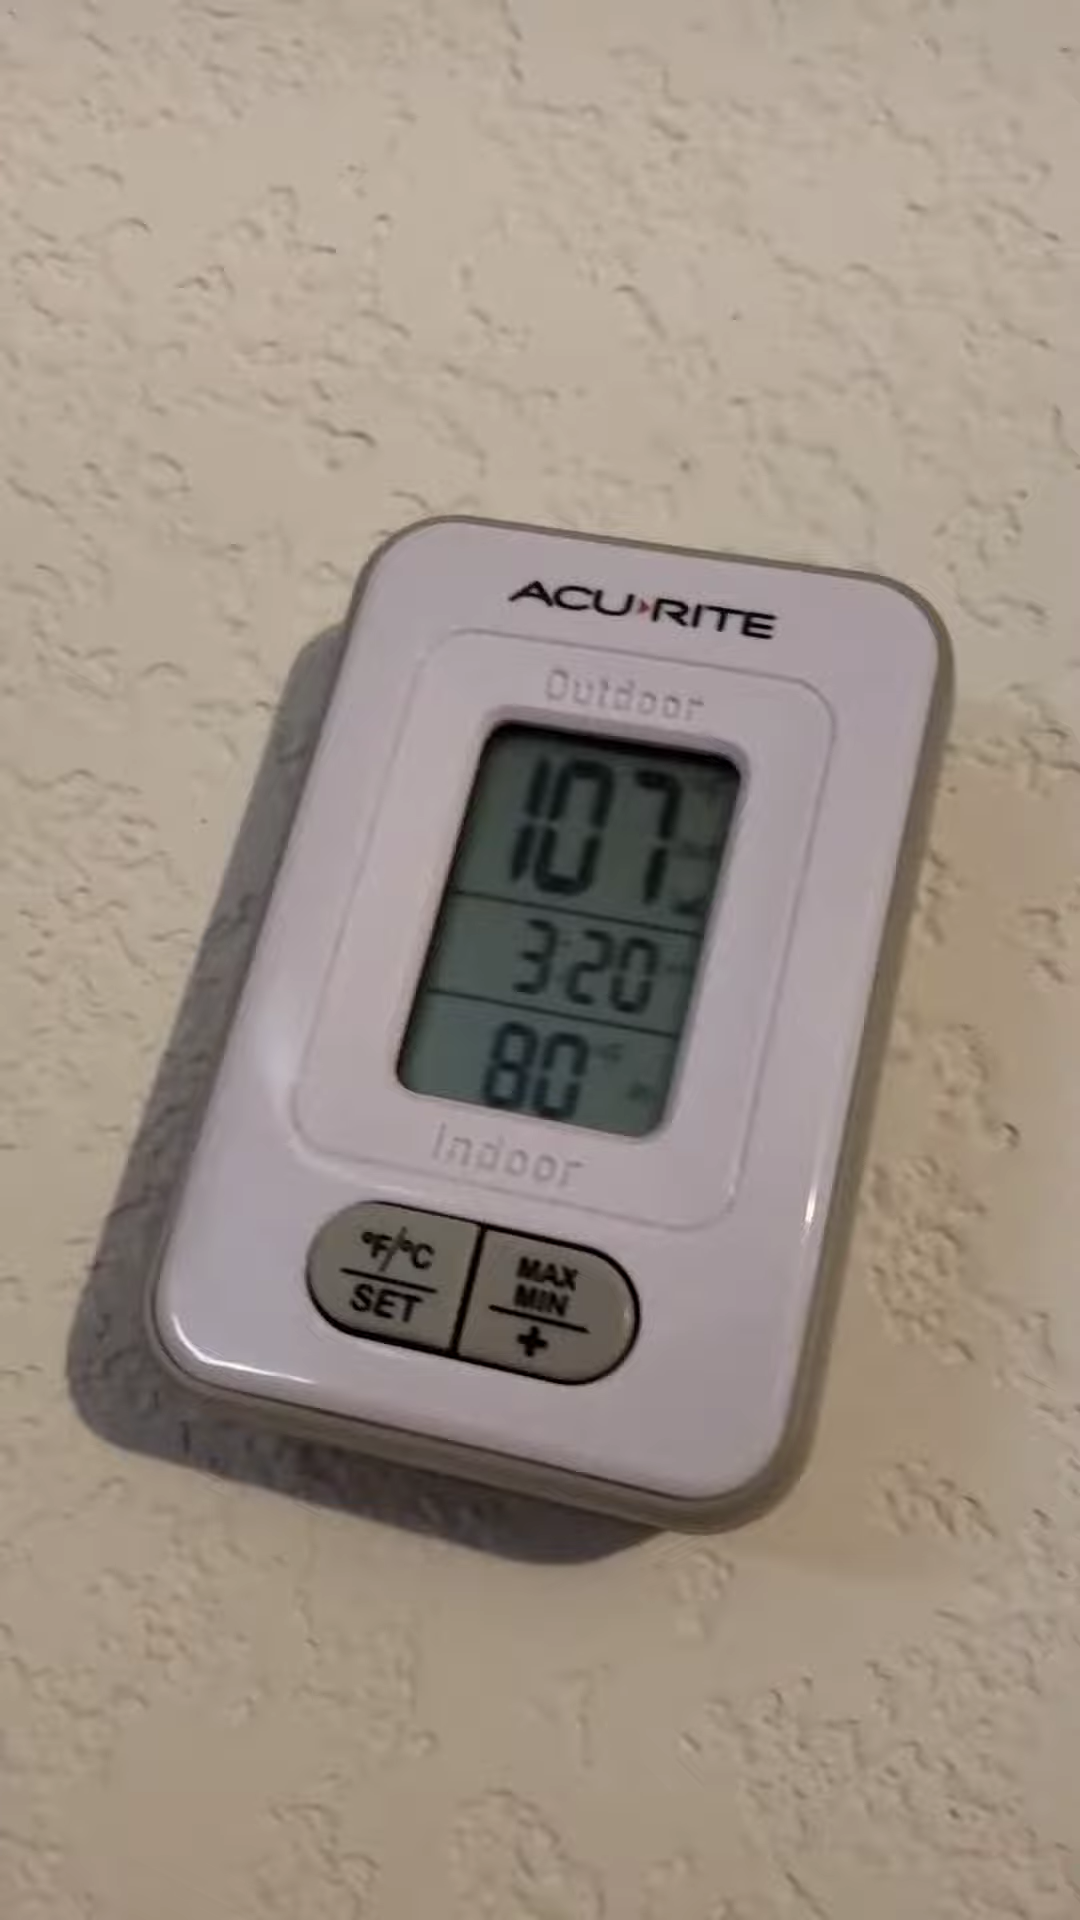 ACU RITE
Outdoor
107
3:20
80 °F
Indoor
°F/°C
SET
MAX
MIN
+